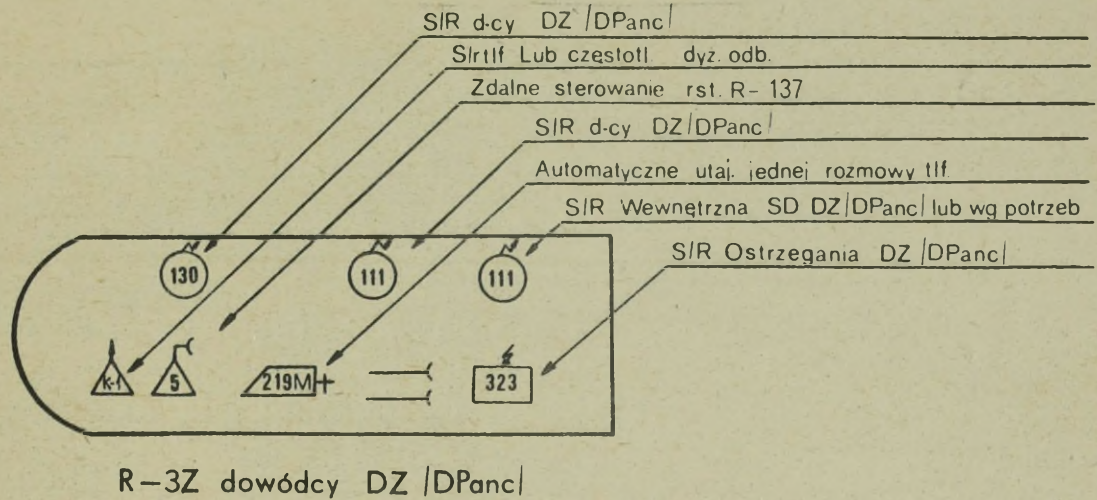 S/R d-cy DZ /DPanc/
S/rtlf Lub częstotl. dyż. odb.
Zdalne sterowanie rst. R-137
S/R d-cy DZ/DPanc/
Automatyczne utaj. jednej rozmowy tlf.
S/R Wewnętrzna SD DZ/DPanc/ lub wg potrzeb
S/R Ostrzegania DZ /DPanc/
130
111
111
K-1
5
219M+
323
R-3Z dowódcy DZ /DPanc/